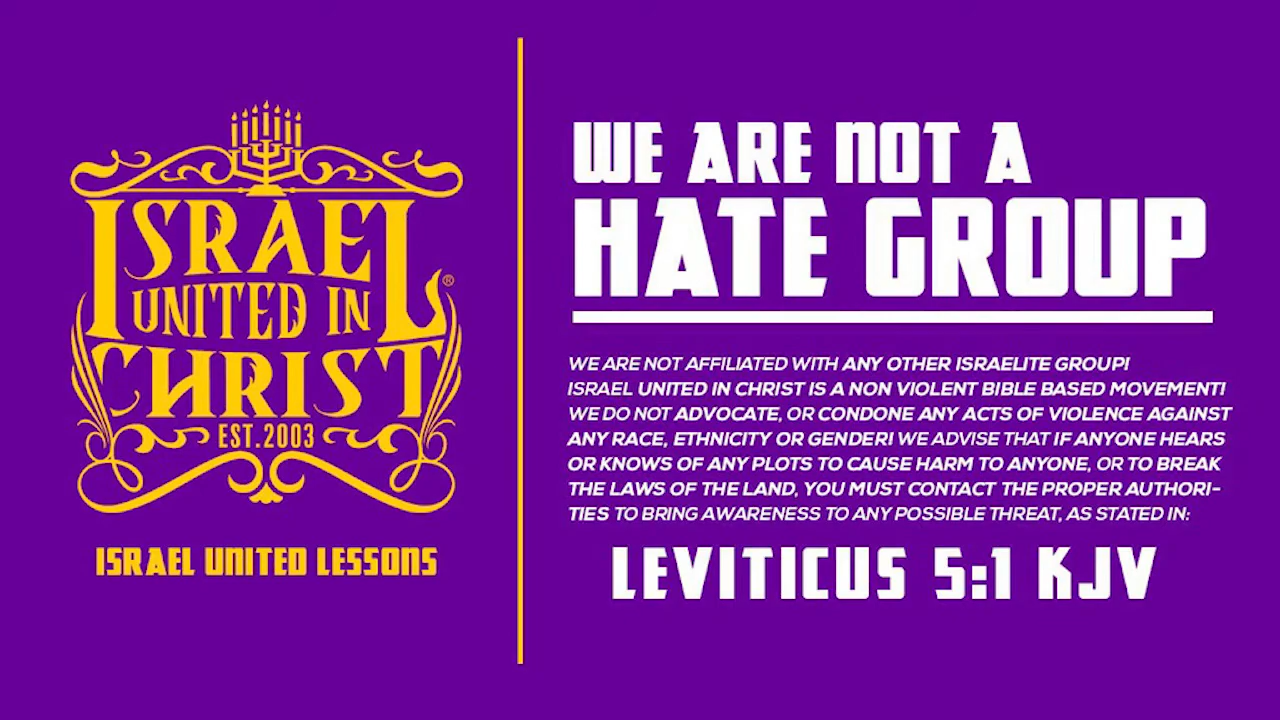 ISRAEL
UNITED IN
CHRIST
®
EST.2003
ISRAEL UNITED LESSONS
WE ARE NOT A
HATE GROUP
WE ARE NOT AFFILIATED WITH ANY OTHER ISRAELITE GROUP!
ISRAEL UNITED IN CHRIST IS A NON VIOLENT BIBLE BASED MOVEMENT!
WE DO NOT ADVOCATE, OR CONDONE ANY ACTS OF VIOLENCE AGAINST
ANY RACE, ETHNICITY OR GENDER! WE ADVISE THAT IF ANYONE HEARS
OR KNOWS OF ANY PLOTS TO CAUSE HARM TO ANYONE, OR TO BREAK
THE LAWS OF THE LAND, YOU MUST CONTACT THE PROPER AUTHORI-
TIES TO BRING AWARENESS TO ANY POSSIBLE THREAT, AS STATED IN:
LEVITICUS 5:1 KJV